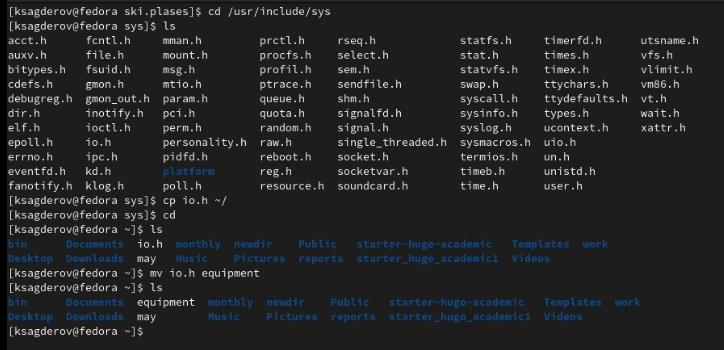 [ksagderov@fedora ski.plases]$ cd /usr/include/sys
[ksagderov@fedora sys]$ ls
acct.h fcntl.h mman.h prctl.h rseq.h statfs.h timerfd.h utsname.h
auxv.h file.h mount.h procfs.h select.h stat.h times.h vfs.h
bitypes.h fsuid.h msg.h profil.h sem.h statvfs.h timex.h vlimit.h
cdefs.h gmon.h mtio.h ptrace.h sendfile.h swap.h ttychars.h vm86.h
debugreg.h gmon_out.h param.h queue.h shm.h syscall.h ttydefaults.h vt.h
dir.h inotify.h pci.h quota.h signalfd.h sysinfo.h types.h wait.h
elf.h ioctl.h perm.h random.h signal.h syslog.h ucontext.h xattr.h
epoll.h io.h personality.h raw.h single_threaded.h sysmacros.h uio.h
errno.h ipc.h pidfd.h reboot.h socket.h termios.h un.h
eventfd.h kd.h platform reg.h socketvar.h timeb.h unistd.h
fanotify.h klog.h poll.h resource.h soundcard.h time.h user.h
[ksagderov@fedora sys]$ cp io.h ~/
[ksagderov@fedora sys]$ cd
[ksagderov@fedora ~]$ ls
bin Documents io.h monthly newdir Public starter-hugo-academic Templates work
Desktop Downloads may Music Pictures reports starter_hugo_academic1 Videos
[ksagderov@fedora ~]$ mv io.h equipment
[ksagderov@fedora ~]$ ls
bin Documents equipment monthly newdir Public starter-hugo-academic Templates work
Desktop Downloads may Music Pictures reports starter_hugo_academic1 Videos
[ksagderov@fedora ~]$